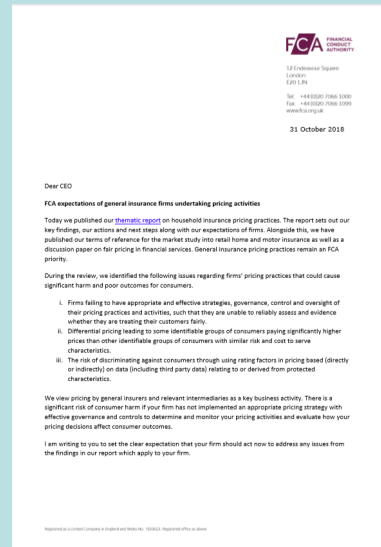 FCA FINANCIAL
CONDUCT
AUTHORITY
12 Endeavour Square
London
E20 1JN
Tel: +44 (0)20 7066 1000
Fax: +44 (0)20 7066 1099
www.fca.org.uk
31 October 2018
Dear CEO
FCA expectations of general insurance firms undertaking pricing activities
Today we published our thematic report on household insurance pricing practices. The report sets out our
key findings, our actions and next steps along with our expectations of firms. Alongside this, we have
published our terms of reference for the market study into retail home and motor insurance as well as a
discussion paper on fair pricing in financial services. General insurance pricing practices remain an FCA
priority.
During the review, we identified the following issues regarding firms' pricing practices that could cause
significant harm and poor outcomes for consumers.
i. Firms failing to have appropriate and effective strategies, governance, control and oversight of
their pricing practices and activities, such that they are unable to reliably assess and evidence
whether they are treating their customers fairly.
ii. Differential pricing leading to some identifiable groups of consumers paying significantly higher
prices than other identifiable groups of consumers with similar risk and cost to serve
characteristics.
iii. The risk of discriminating against consumers through using rating factors in pricing based (directly
or indirectly) on data (including third party data) relating to or derived from protected
characteristics.
We view pricing by general insurers and relevant intermediaries as a key business activity. There is a
significant risk of consumer harm if your firm has not implemented an appropriate pricing strategy with
effective governance and controls to determine and monitor your pricing activities and evaluate how your
pricing decisions affect consumer outcomes.
I am writing to you to set the clear expectation that your firm should act now to address any issues from
the findings in our report which apply to your firm.
Registered as a Limited Company in England and Wales No. 1920623. Registered office as above